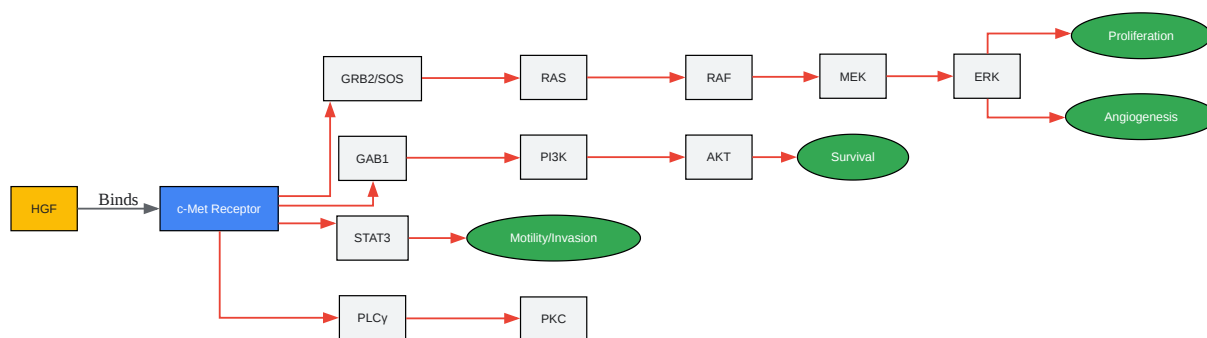 HGF
Binds
c-Met Receptor
GRB2/SOS
RAS
RAF
MEK
ERK
Proliferation
Angiogenesis
GAB1
PI3K
AKT
Survival
STAT3
Motility/Invasion
PLCγ
PKC